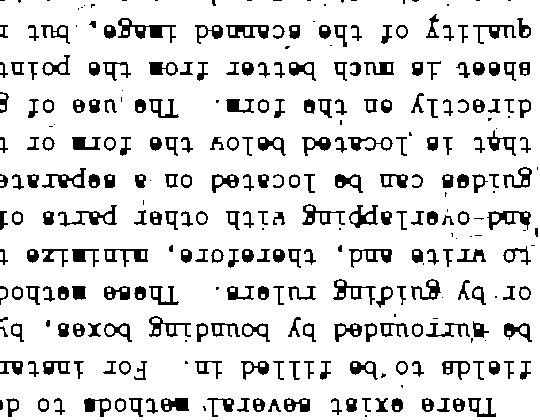 There exist several methods to de
fields to be filled in. For instan
be surrounded by bounding boxes, by
or by guiding rulers. These method
to write and, therefore, minimize t
and overlapping with other parts of
guides can be located on a separate
that is located below the form or t
directly on the form. The use of g
sheet is much better from the point
quality of the scanned image, but r